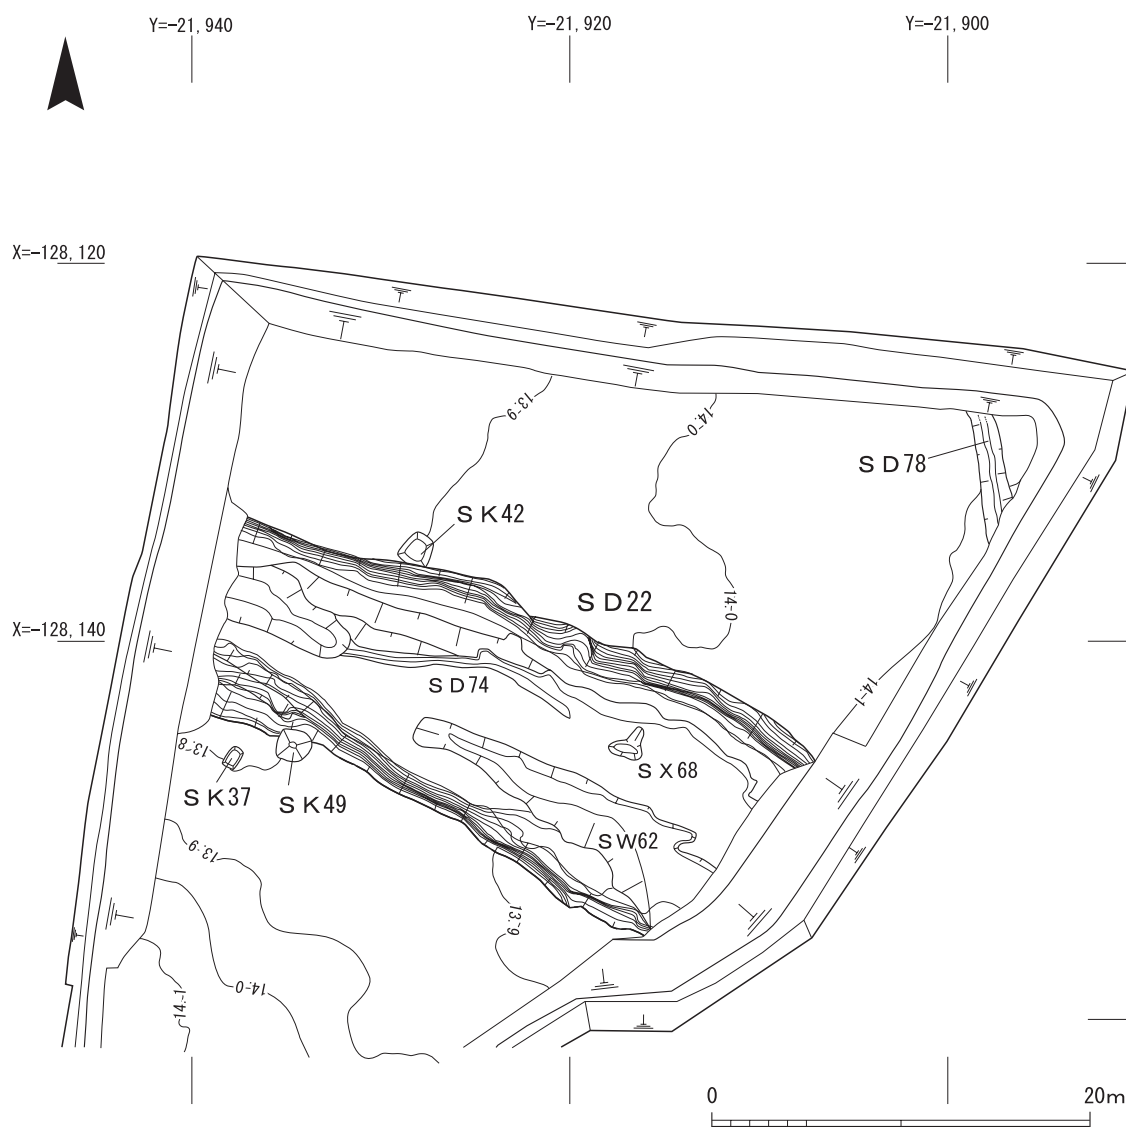 Y=-21,940
Y=-21,920
Y=-21,900
X=-128,120
13.9
14.0
SD78
SK42
SD22
14.0
X=-128,140
SD74
14.1
13.8
SX68
SK37
SK49
SW62
13.9
13.9
14.0
14.1
0
20m